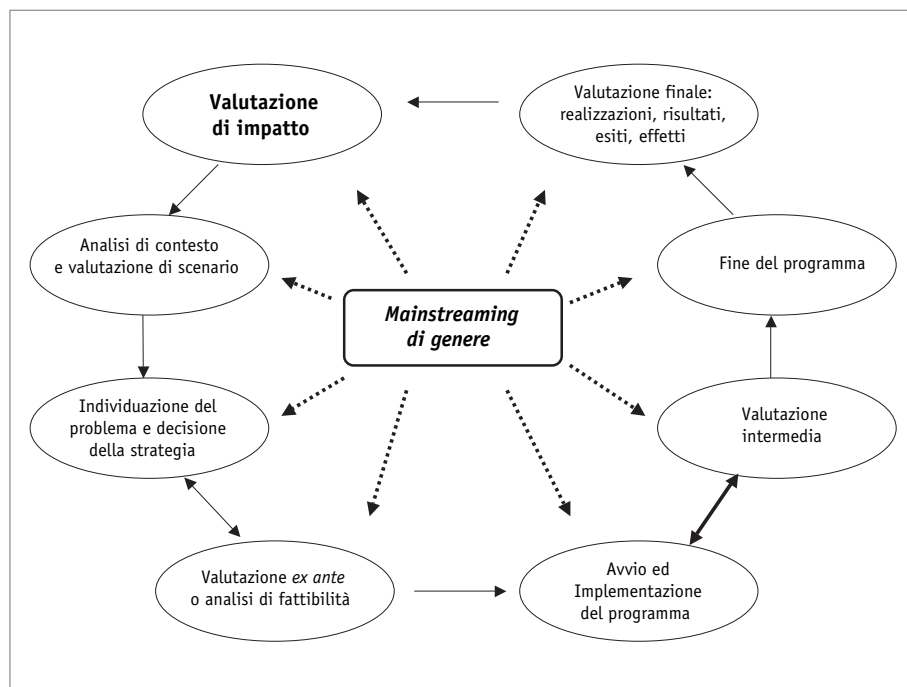 Valutazione
di impatto
Valutazione finale:
realizzazioni, risultati,
esiti, effetti
Analisi di contesto
e valutazione di scenario
Fine del programma
Mainstreaming
di genere
Individuazione del
problema e decisione
della strategia
Valutazione
intermedia
Valutazione ex ante
o analisi di fattibilità
Avvio ed
Implementazione
del programma